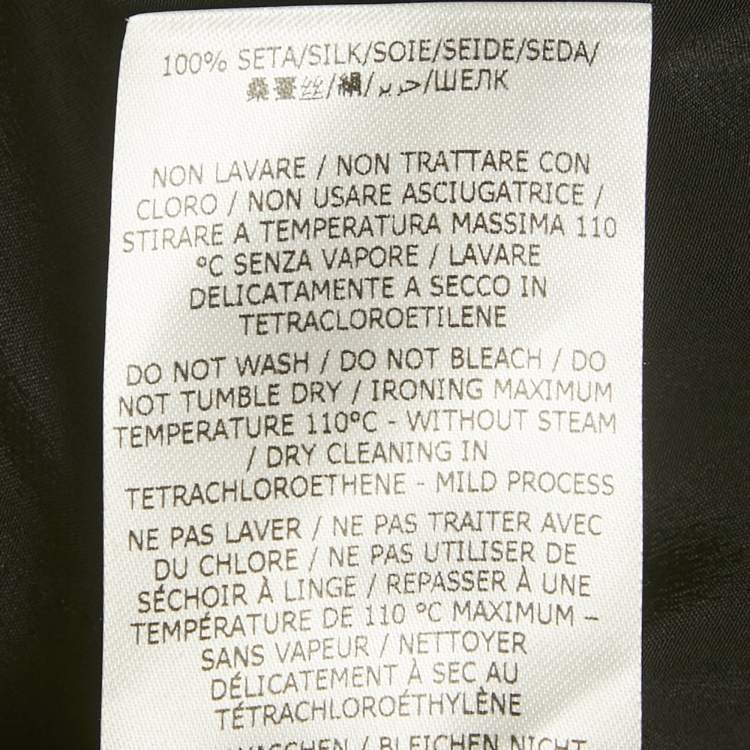 100% SETA/SILK/SOIE/SEIDE/SEDA/
桑蚕丝/絹/حرير/ШЕЛК
NON LAVARE / NON TRATTARE CON
CLORO / NON USARE ASCIUGATRICE /
STIRARE A TEMPERATURA MASSIMA 110
°C SENZA VAPORE / LAVARE
DELICATAMENTE A SECCO IN
TETRACLOROETILENE
DO NOT WASH / DO NOT BLEACH / DO
NOT TUMBLE DRY / IRONING MAXIMUM
TEMPERATURE 110°C - WITHOUT STEAM
/ DRY CLEANING IN
TETRACHLOROETHENE - MILD PROCESS
NE PAS LAVER / NE PAS TRAITER AVEC
DU CHLORE / NE PAS UTILISER DE
SÉCHOIR À LINGE / REPASSER À UNE
TEMPÉRATURE DE 110 °C MAXIMUM –
SANS VAPEUR / NETTOYER
DÉLICATEMENT À SEC AU
TÉTRACHLOROÉTHYLÈNE
/ BLEICHEN NICHT